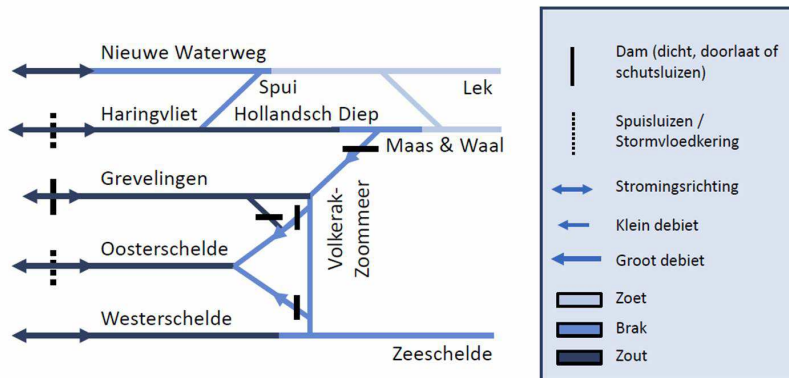 Nieuwe Waterweg
Spui
Lek
Haringvliet
Hollandsch Diep
Maas & Waal
Grevelingen
Volkerak-
Zoommeer
Oosterschelde
Westerschelde
Zeeschelde
Dam (dicht, doorlaat of
schutsluizen)
Spuisluizen /
Stormvloedkering
Stromingsrichting
Klein debiet
Groot debiet
Zoet
Brak
Zout